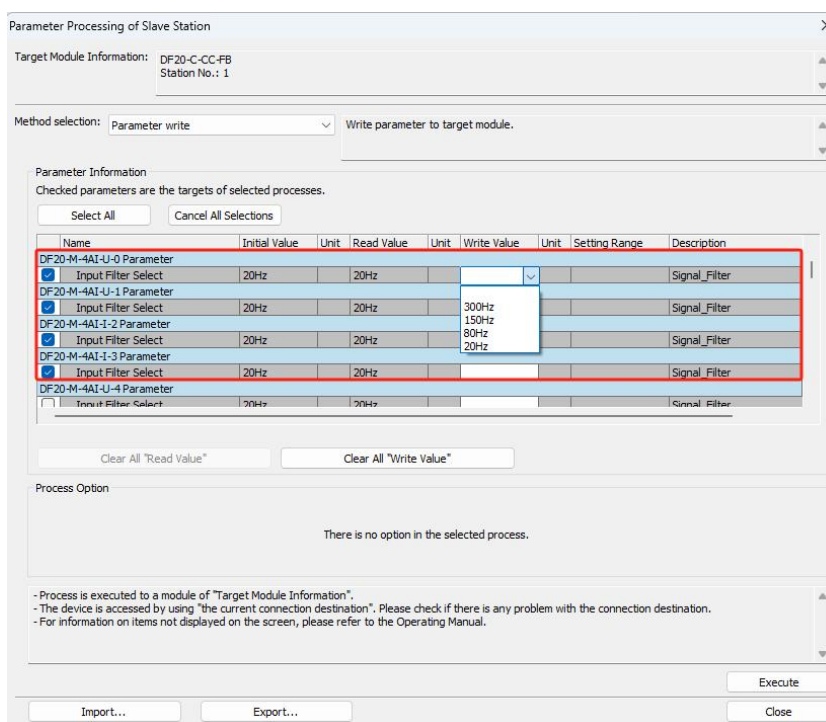 Parameter Processing of Slave Station
Target Module Information: DF20-C-CC-FB
Station No.: 1
Method selection: Parameter write Write parameter to target module.
Parameter Information
Checked parameters are the targets of selected processes.
Select All Cancel All Selections
Name Initial Value Unit Read Value Unit Write Value Unit Setting Range Description
DF20-M-4AI-U-0 Parameter
Input Filter Select 20Hz 20Hz Signal_Filter
DF20-M-4AI-U-1 Parameter
Input Filter Select 20Hz 20Hz 300Hz Signal_Filter
150Hz
DF20-M-4AI-I-2 Parameter
80Hz
Input Filter Select 20Hz 20Hz 20Hz Signal_Filter
DF20-M-4AI-I-3 Parameter
Input Filter Select 20Hz 20Hz Signal_Filter
DF20-M-4AI-U-4 Parameter
Input Filter Select 20Hz 20Hz Signal_Filter
Clear All "Read Value" Clear All "Write Value"
Process Option
There is no option in the selected process.
- Process is executed to a module of "Target Module Information".
- The device is accessed by using "the current connection destination". Please check if there is any problem with the connection destination.
- For information on items not displayed on the screen, please refer to the Operating Manual.
Execute
Import... Export... Close